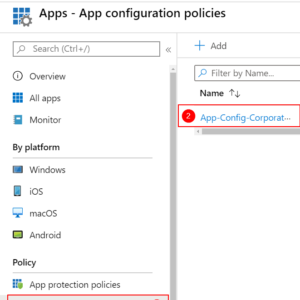 Apps - App configuration policies
Search (Ctrl+/)
«
Overview
All apps
Monitor
By platform
Windows
iOS
macOS
Android
Policy
App protection policies
+ Add
Filter by Name...
Name ↑↓
2
App-Config-Corporat...